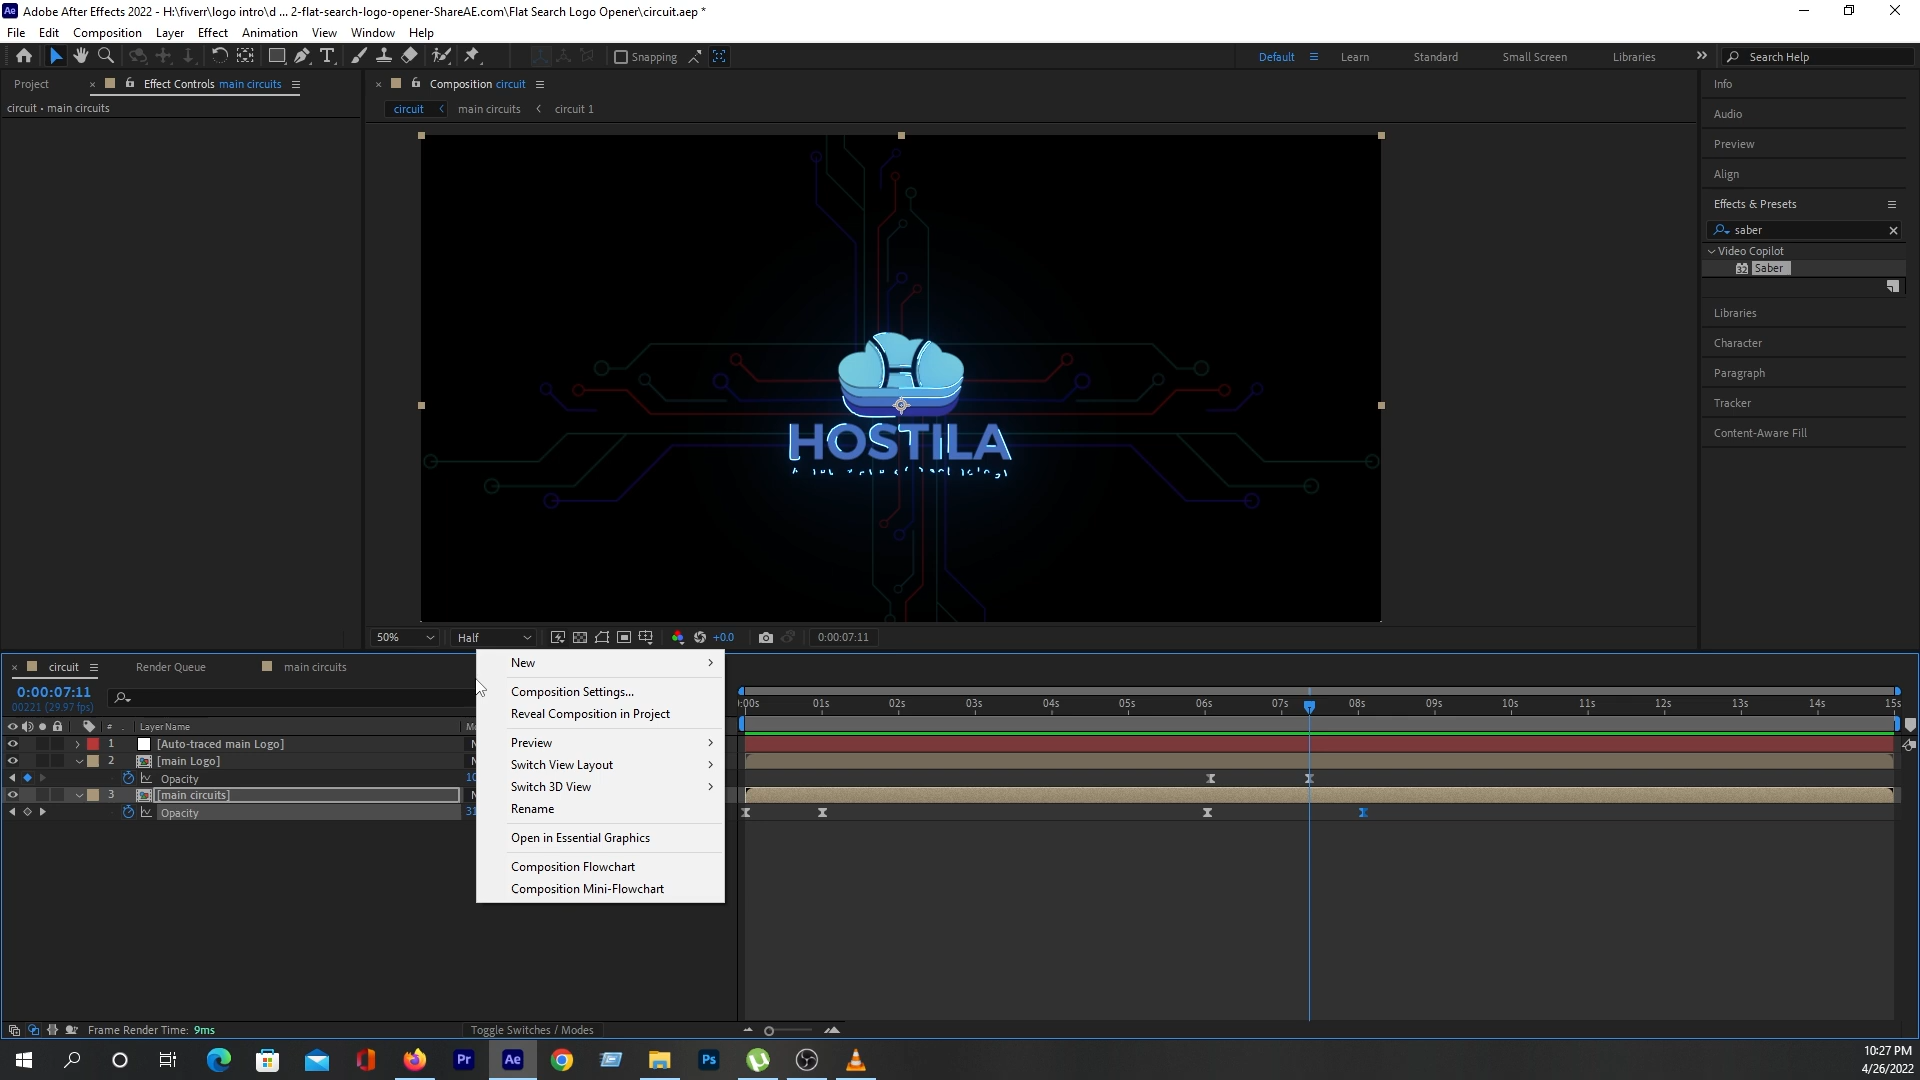 Ae Adobe After Effects 2022 - H:\fiverr\logo intro\d ... 2-flat-search-logo-opener-ShareAE.com\Flat Search Logo Opener\circuit.aep *
File Edit Composition Layer Effect Animation View Window Help
Snapping Default Learn Standard Small Screen Libraries Search Help
Project Effect Controls main circuits
circuit • main circuits
Composition circuit
circuit main circuits circuit 1
HOSTILA
50% Half +0.0 0:00:07:11
Info
Audio
Preview
Align
Effects & Presets
saber
Video Copilot
32 Saber
Libraries
Character
Paragraph
Tracker
Content-Aware Fill
circuit Render Queue main circuits
0:00:07:11
00221 (29.97 fps)
# . Layer Name
1 [Auto-traced main Logo]
2 [main Logo]
Opacity
3 [main circuits]
Opacity
New
Composition Settings...
Reveal Composition in Project
Preview
Switch View Layout
Switch 3D View
Rename
Open in Essential Graphics
Composition Flowchart
Composition Mini-Flowchart
:00s 01s 02s 03s 04s 05s 06s 07s 08s 09s 10s 11s 12s 13s 14s 15s
Frame Render Time: 9ms Toggle Switches / Modes
Pr Ae Ps
10:27 PM
4/26/2022